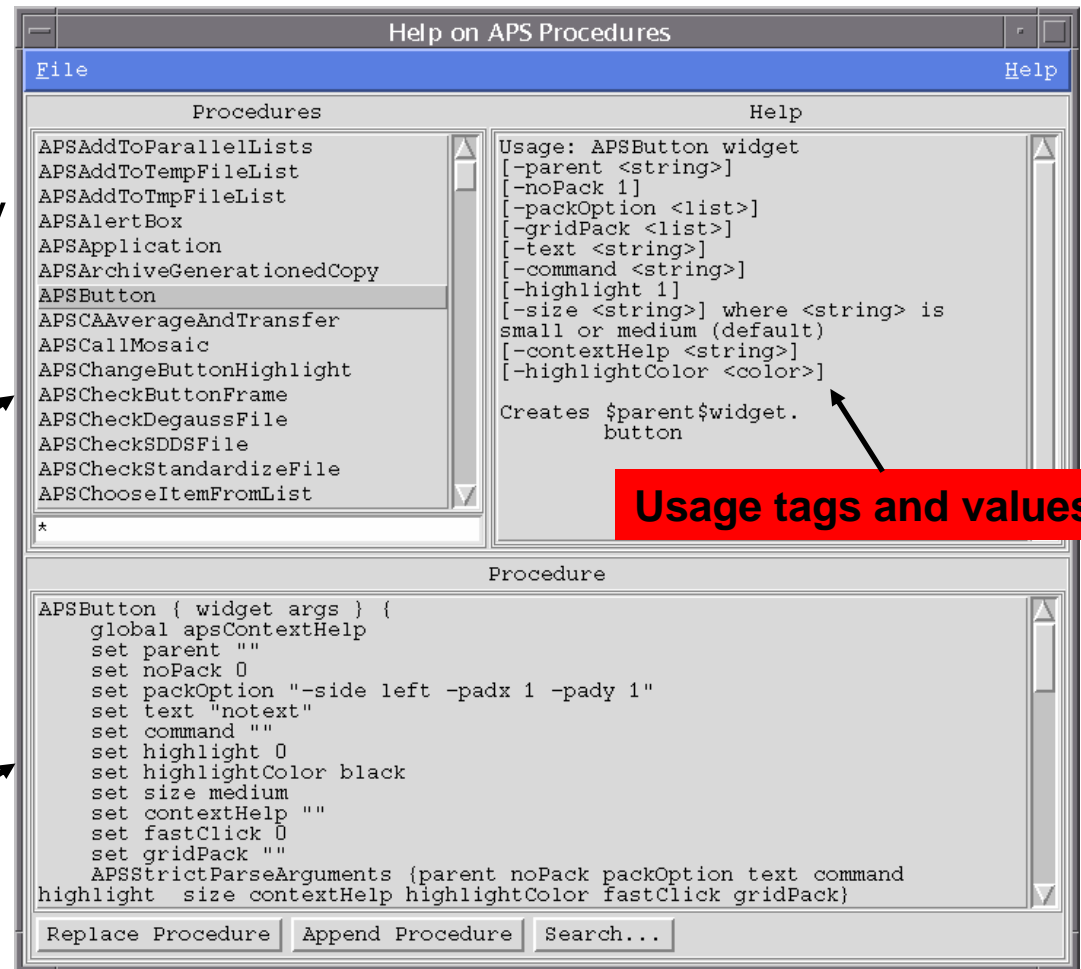 Help on APS Procedures
File Help
Procedures
APSAddToParallelLists
APSAddToTempFileList
APSAddToTmpFileList
APSAlertBox
APSApplication
APSArchiveGenerationedCopy
APSButton
APSCAAverageAndTransfer
APSCallMosaic
APSChangeButtonHighlight
APSCheckButtonFrame
APSCheckDegaussFile
APSCheckSDDSFile
APSCheckStandardizeFile
APSChooseItemFromList
*
Help
Usage: APSButton widget
[-parent <string>]
[-noPack 1]
[-packOption <list>]
[-gridPack <list>]
[-text <string>]
[-command <string>]
[-highlight 1]
[-size <string>] where <string> is
small or medium (default)
[-contextHelp <string>]
[-highlightColor <color>]
Creates $parent$widget.
button
Usage tags and values
Procedure
APSButton { widget args } {
global apsContextHelp
set parent ""
set noPack 0
set packOption "-side left -padx 1 -pady 1"
set text "notext"
set command ""
set highlight 0
set highlightColor black
set size medium
set contextHelp ""
set fastClick 0
set gridPack ""
APSStrictParseArguments {parent noPack packOption text command
highlight  size contextHelp highlightColor fastClick gridPack}
Replace Procedure Append Procedure Search...